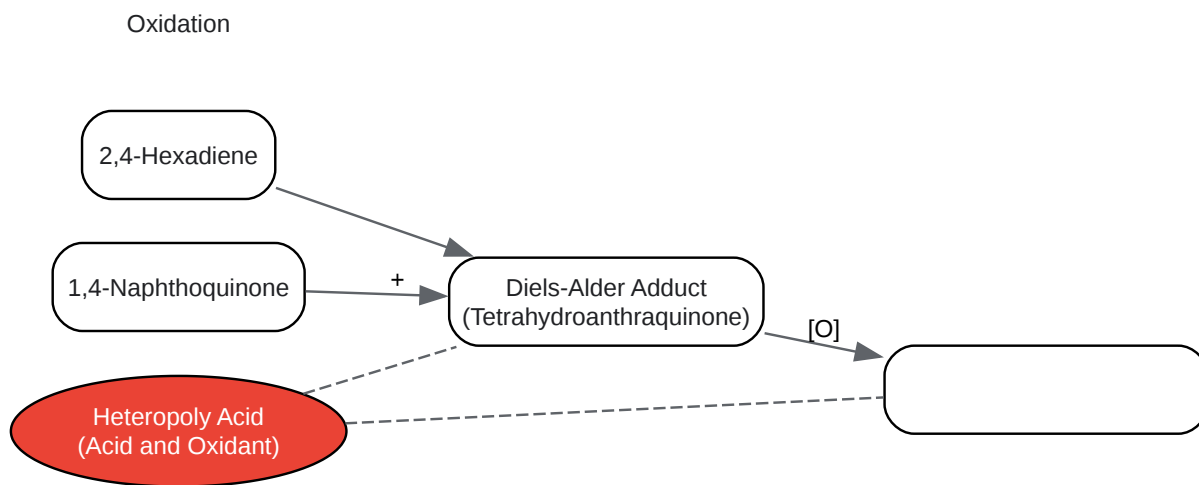 Oxidation
2,4-Hexadiene
1,4-Naphthoquinone
+
Diels-Alder Adduct
(Tetrahydroanthraquinone)
[O]
Heteropoly Acid
(Acid and Oxidant)